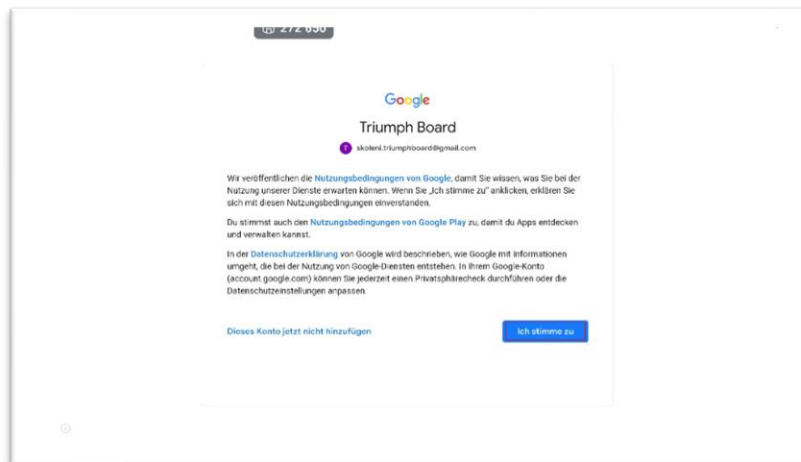 272 650
Google
Triumph Board
T skoleni.triumphboard@gmail.com
Wir veröffentlichen die Nutzungsbedingungen von Google, damit Sie wissen, was Sie bei der
Nutzung unserer Dienste erwarten können. Wenn Sie „Ich stimme zu" anklicken, erklären Sie
sich mit diesen Nutzungsbedingungen einverstanden.
Du stimmst auch den Nutzungsbedingungen von Google Play zu, damit du Apps entdecken
und verwalten kannst.
In der Datenschutzerklärung von Google wird beschrieben, wie Google mit Informationen
umgeht, die bei der Nutzung von Google-Diensten entstehen. In Ihrem Google-Konto
(account.google.com) können Sie jederzeit einen Privatsphärecheck durchführen oder die
Datenschutzeinstellungen anpassen.
Dieses Konto jetzt nicht hinzufügen
Ich stimme zu